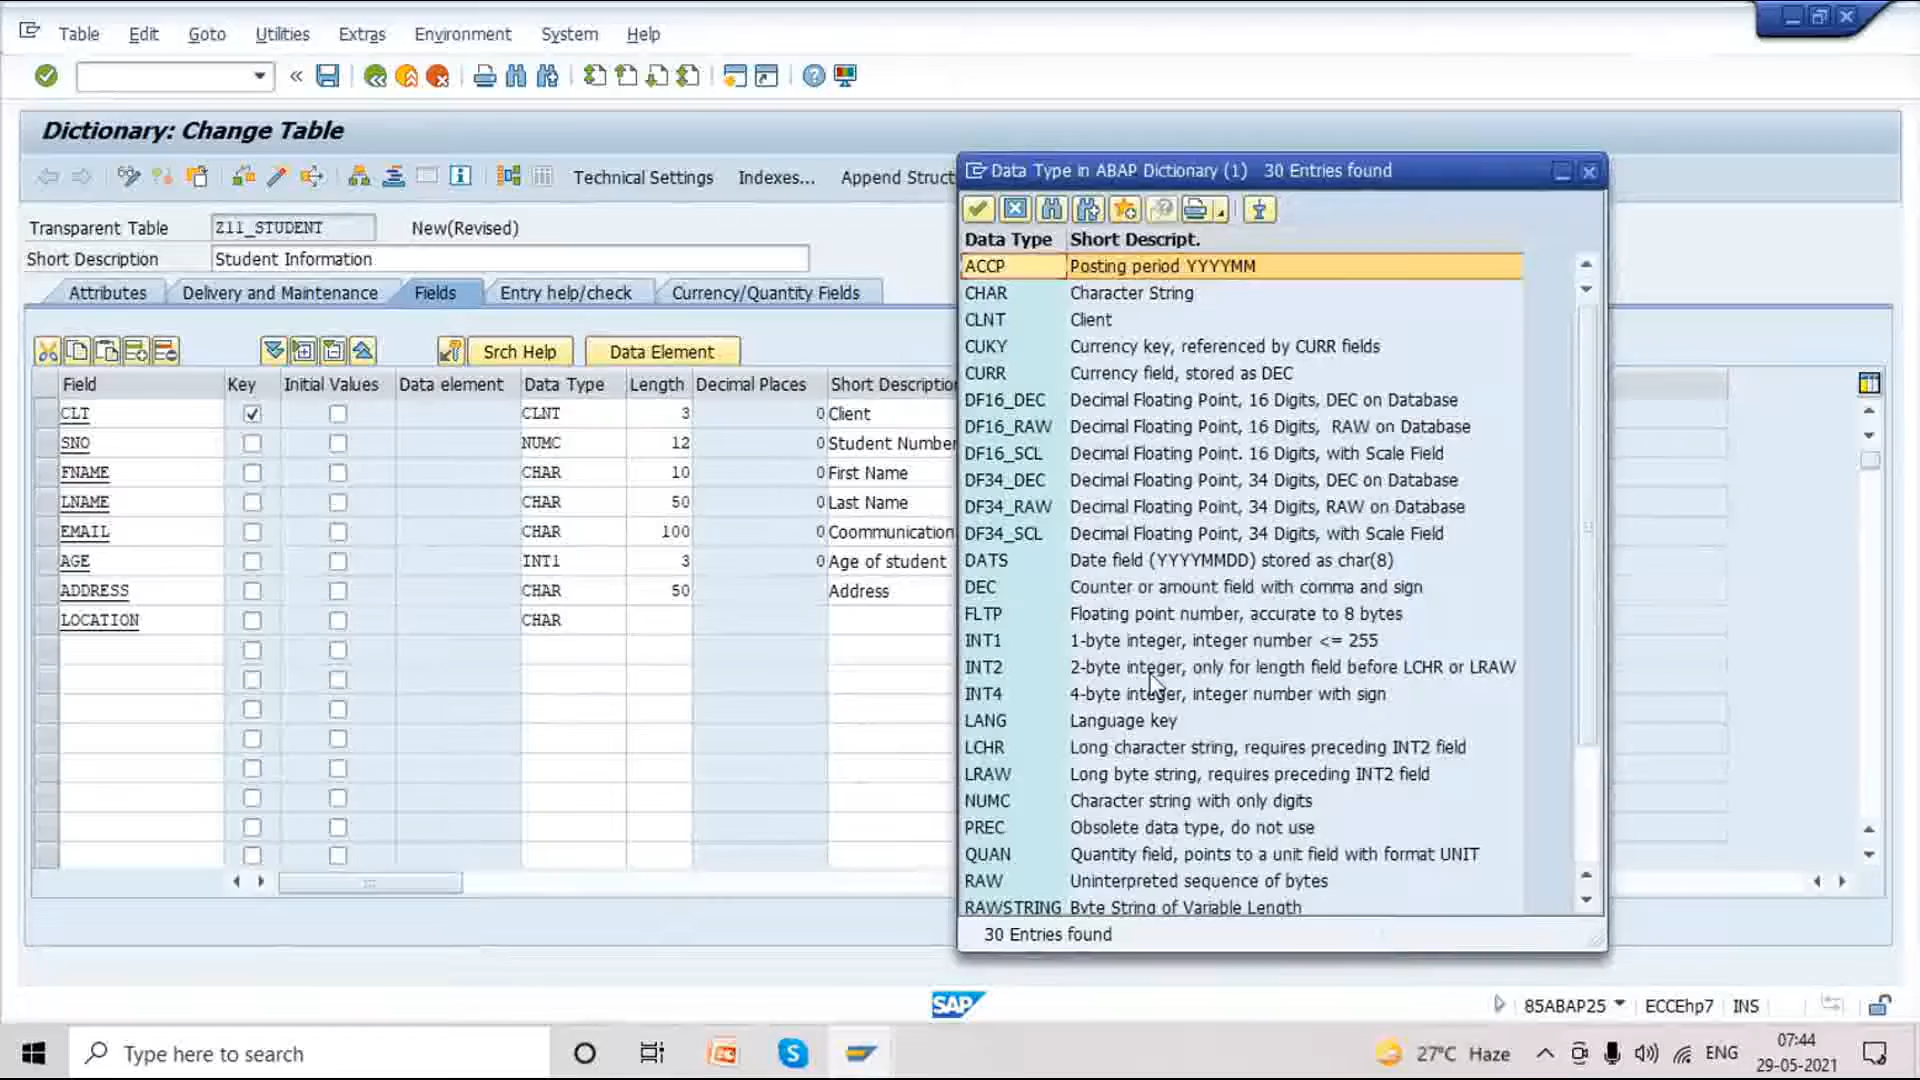 Table Edit Goto Utilities Extras Environment System Help
Dictionary: Change Table
Technical Settings Indexes... Append Struct
Transparent Table Z11_STUDENT New(Revised)
Short Description Student Information
Attributes Delivery and Maintenance Fields Entry help/check Currency/Quantity Fields
Srch Help Data Element
Field Key Initial Values Data element Data Type Length Decimal Places Short Description
CLT CLNT 3 0 Client
SNO NUMC 12 0 Student Number
FNAME CHAR 10 0 First Name
LNAME CHAR 50 0 Last Name
EMAIL CHAR 100 0 Coommunication
AGE INT1 3 0 Age of student
ADDRESS CHAR 50 0 Address
LOCATION CHAR
Data Type in ABAP Dictionary (1) 30 Entries found
Data Type Short Descript.
ACCP Posting period YYYYMM
CHAR Character String
CLNT Client
CUKY Currency key, referenced by CURR fields
CURR Currency field, stored as DEC
DF16_DEC Decimal Floating Point, 16 Digits, DEC on Database
DF16_RAW Decimal Floating Point, 16 Digits, RAW on Database
DF16_SCL Decimal Floating Point. 16 Digits, with Scale Field
DF34_DEC Decimal Floating Point, 34 Digits, DEC on Database
DF34_RAW Decimal Floating Point, 34 Digits, RAW on Database
DF34_SCL Decimal Floating Point, 34 Digits, with Scale Field
DATS Date field (YYYYMMDD) stored as char(8)
DEC Counter or amount field with comma and sign
FLTP Floating point number, accurate to 8 bytes
INT1 1-byte integer, integer number <= 255
INT2 2-byte integer, only for length field before LCHR or LRAW
INT4 4-byte integer, integer number with sign
LANG Language key
LCHR Long character string, requires preceding INT2 field
LRAW Long byte string, requires preceding INT2 field
NUMC Character string with only digits
PREC Obsolete data type, do not use
QUAN Quantity field, points to a unit field with format UNIT
RAW Uninterpreted sequence of bytes
RAWSTRING Byte String of Variable Length
30 Entries found
SAP 85ABAP25 ECCEhp7 INS
Type here to search 27°C Haze ENG 07:44
29-05-2021